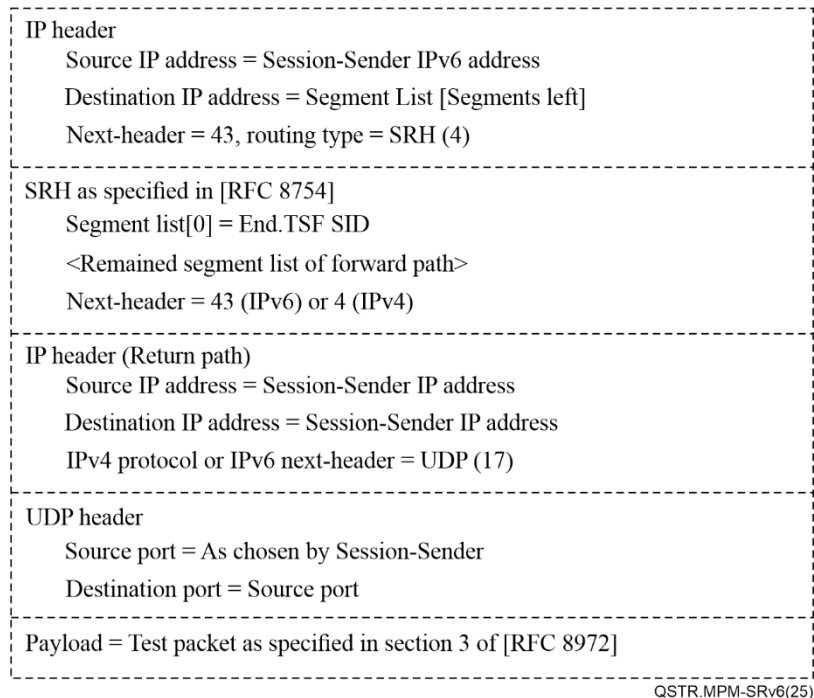 IP header
Source IP address = Session-Sender IPv6 address
Destination IP address = Segment List [Segments left]
Next-header = 43, routing type = SRH (4)
SRH as specified in [RFC 8754]
Segment list[0] = End.TSF SID
<Remained segment list of forward path>
Next-header = 43 (IPv6) or 4 (IPv4)
IP header (Return path)
Source IP address = Session-Sender IP address
Destination IP address = Session-Sender IP address
IPv4 protocol or IPv6 next-header = UDP (17)
UDP header
Source port = As chosen by Session-Sender
Destination port = Source port
Payload = Test packet as specified in section 3 of [RFC 8972]
QSTR.MPM-SRv6(25)